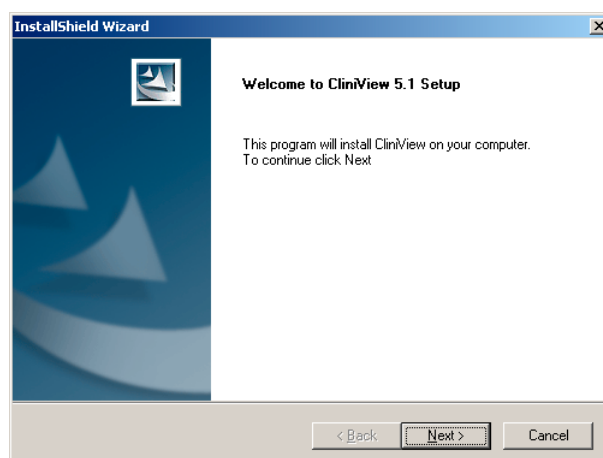 InstallShield Wizard
Welcome to CliniView 5.1 Setup
This program will install CliniView on your computer.
To continue click Next
< Back Next > Cancel